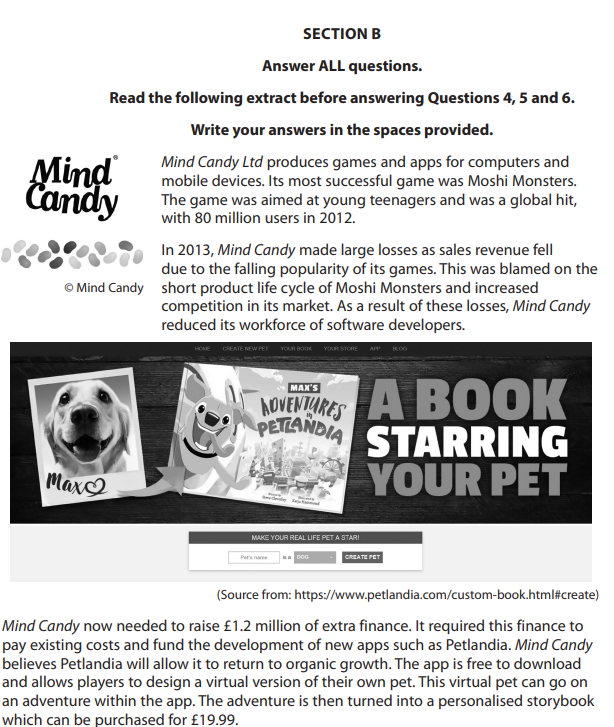 SECTION B
Answer ALL questions.
Read the following extract before answering Questions 4, 5 and 6.
Write your answers in the spaces provided.
Mind Candy®
© Mind Candy
Mind Candy Ltd produces games and apps for computers and
mobile devices. Its most successful game was Moshi Monsters.
The game was aimed at young teenagers and was a global hit,
with 80 million users in 2012.
In 2013, Mind Candy made large losses as sales revenue fell
due to the falling popularity of its games. This was blamed on the
short product life cycle of Moshi Monsters and increased
competition in its market. As a result of these losses, Mind Candy
reduced its workforce of software developers.
HOME CREATE NEW PET YOUR BOOK YOUR STORE APP BLOG
Max
MAX'S
ADVENTURES
in
PETLANDIA
A BOOK
STARRING
YOUR PET
MAKE YOUR REAL LIFE PET A STAR!
Pet's name is a DOG CREATE PET
(Source from: https://www.petlandia.com/custom-book.html#create)
Mind Candy now needed to raise £1.2 million of extra finance. It required this finance to
pay existing costs and fund the development of new apps such as Petlandia. Mind Candy
believes Petlandia will allow it to return to organic growth. The app is free to download
and allows players to design a virtual version of their own pet. This virtual pet can go on
an adventure within the app. The adventure is then turned into a personalised storybook
which can be purchased for £19.99.